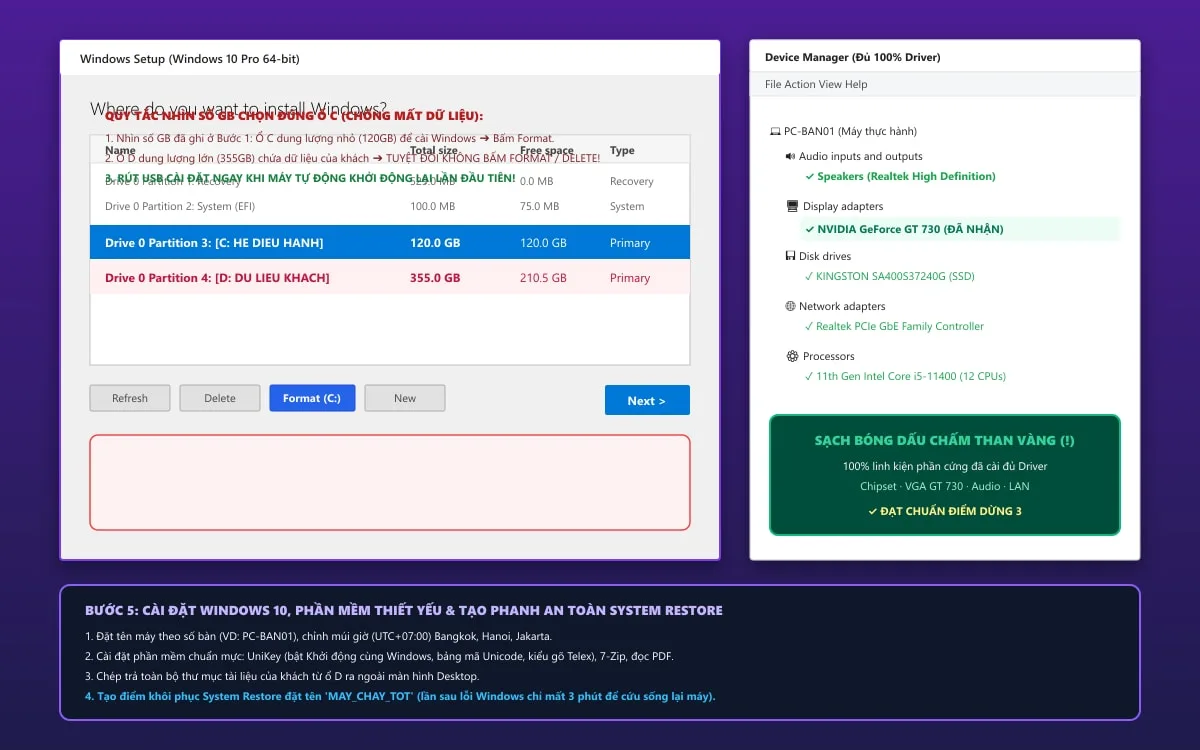 Windows Setup (Windows 10 Pro 64-bit)
Where do you want to install Windows?
QUY TẮC NHÌN SỐ GB CHỌN ĐÚNG Ổ C (CHỐNG MẤT DỮ LIỆU):
1. Nhìn số GB đã ghi ở Bước 1: Ổ C dung lượng nhỏ (120GB) để cài Windows ➔ Bấm Format.
Name Total size Free space Type
2. Ổ D dung lượng lớn (355GB) chứa dữ liệu của khách ➔ TUYỆT ĐỐI KHÔNG BẤM FORMAT / DELETE!
3. RÚT USB CÀI ĐẶT NGAY KHI MÁY TỰ ĐỘNG KHỞI ĐỘNG LẠI LẦN ĐẦU TIÊN!
Drive 0 Partition 1: Recovery 529.0 MB 0.0 MB Recovery
Drive 0 Partition 2: System (EFI) 100.0 MB 75.0 MB System
Drive 0 Partition 3: [C: HE DIEU HANH] 120.0 GB 120.0 GB Primary
Drive 0 Partition 4: [D: DU LIEU KHACH] 355.0 GB 210.5 GB Primary
Refresh Delete Format (C:) New Next >
Device Manager (Đủ 100% Driver)
File Action View Help
PC-BAN01 (Máy thực hành)
Audio inputs and outputs
✓ Speakers (Realtek High Definition)
Display adapters
✓ NVIDIA GeForce GT 730 (ĐÃ NHẬN)
Disk drives
✓ KINGSTON SA400S37240G (SSD)
Network adapters
✓ Realtek PCIe GbE Family Controller
Processors
✓ 11th Gen Intel Core i5-11400 (12 CPUs)
SẠCH BÓNG DẤU CHẤM THAN VÀNG (!)
100% linh kiện phần cứng đã cài đủ Driver
Chipset · VGA GT 730 · Audio · LAN
✓ ĐẠT CHUẨN ĐIỂM DỪNG 3
BƯỚC 5: CÀI ĐẶT WINDOWS 10, PHẦN MỀM THIẾT YẾU & TẠO PHANH AN TOÀN SYSTEM RESTORE
1. Đặt tên máy theo số bàn (VD: PC-BAN01), chỉnh múi giờ (UTC+07:00) Bangkok, Hanoi, Jakarta.
2. Cài đặt phần mềm chuẩn mực: UniKey (bật Khởi động cùng Windows, bảng mã Unicode, kiểu gõ Telex), 7-Zip, đọc PDF.
3. Chép trả toàn bộ thư mục tài liệu của khách từ ổ D ra ngoài màn hình Desktop.
4. Tạo điểm khôi phục System Restore đặt tên 'MAY_CHAY_TOT' (lần sau lỗi Windows chỉ mất 3 phút để cứu sống lại máy).